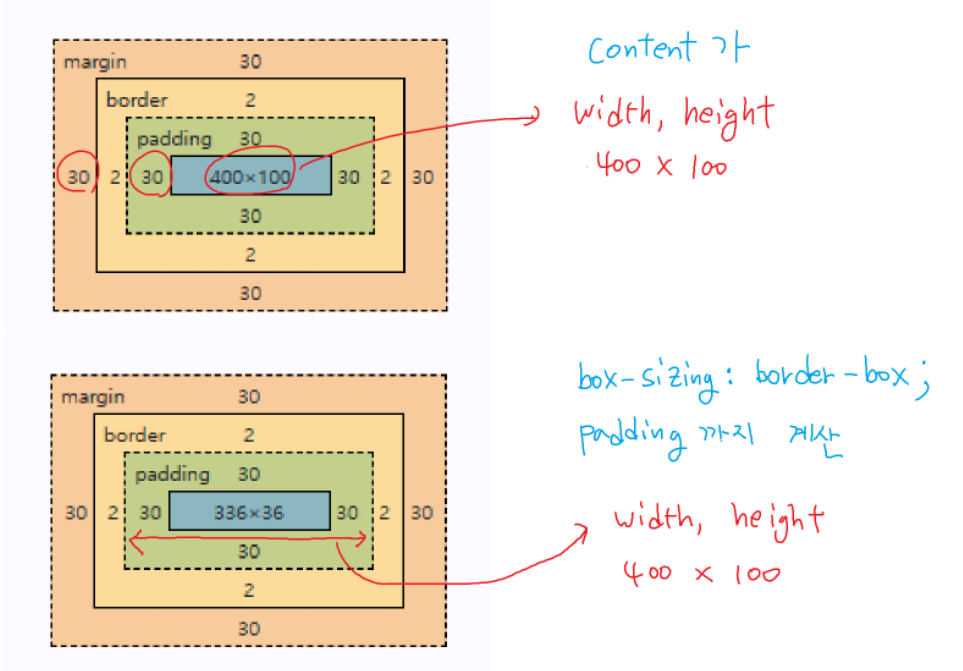 margin 30
border 2
padding 30
30 2 30 400×100 30 2 30
30
2
30
Content 가
width, height
400 x 100
margin 30
border 2
padding 30
30 2 30 336×36 30 2 30
30
2
30
box-sizing: border-box;
padding 까지 계산
width, height
400 x 100